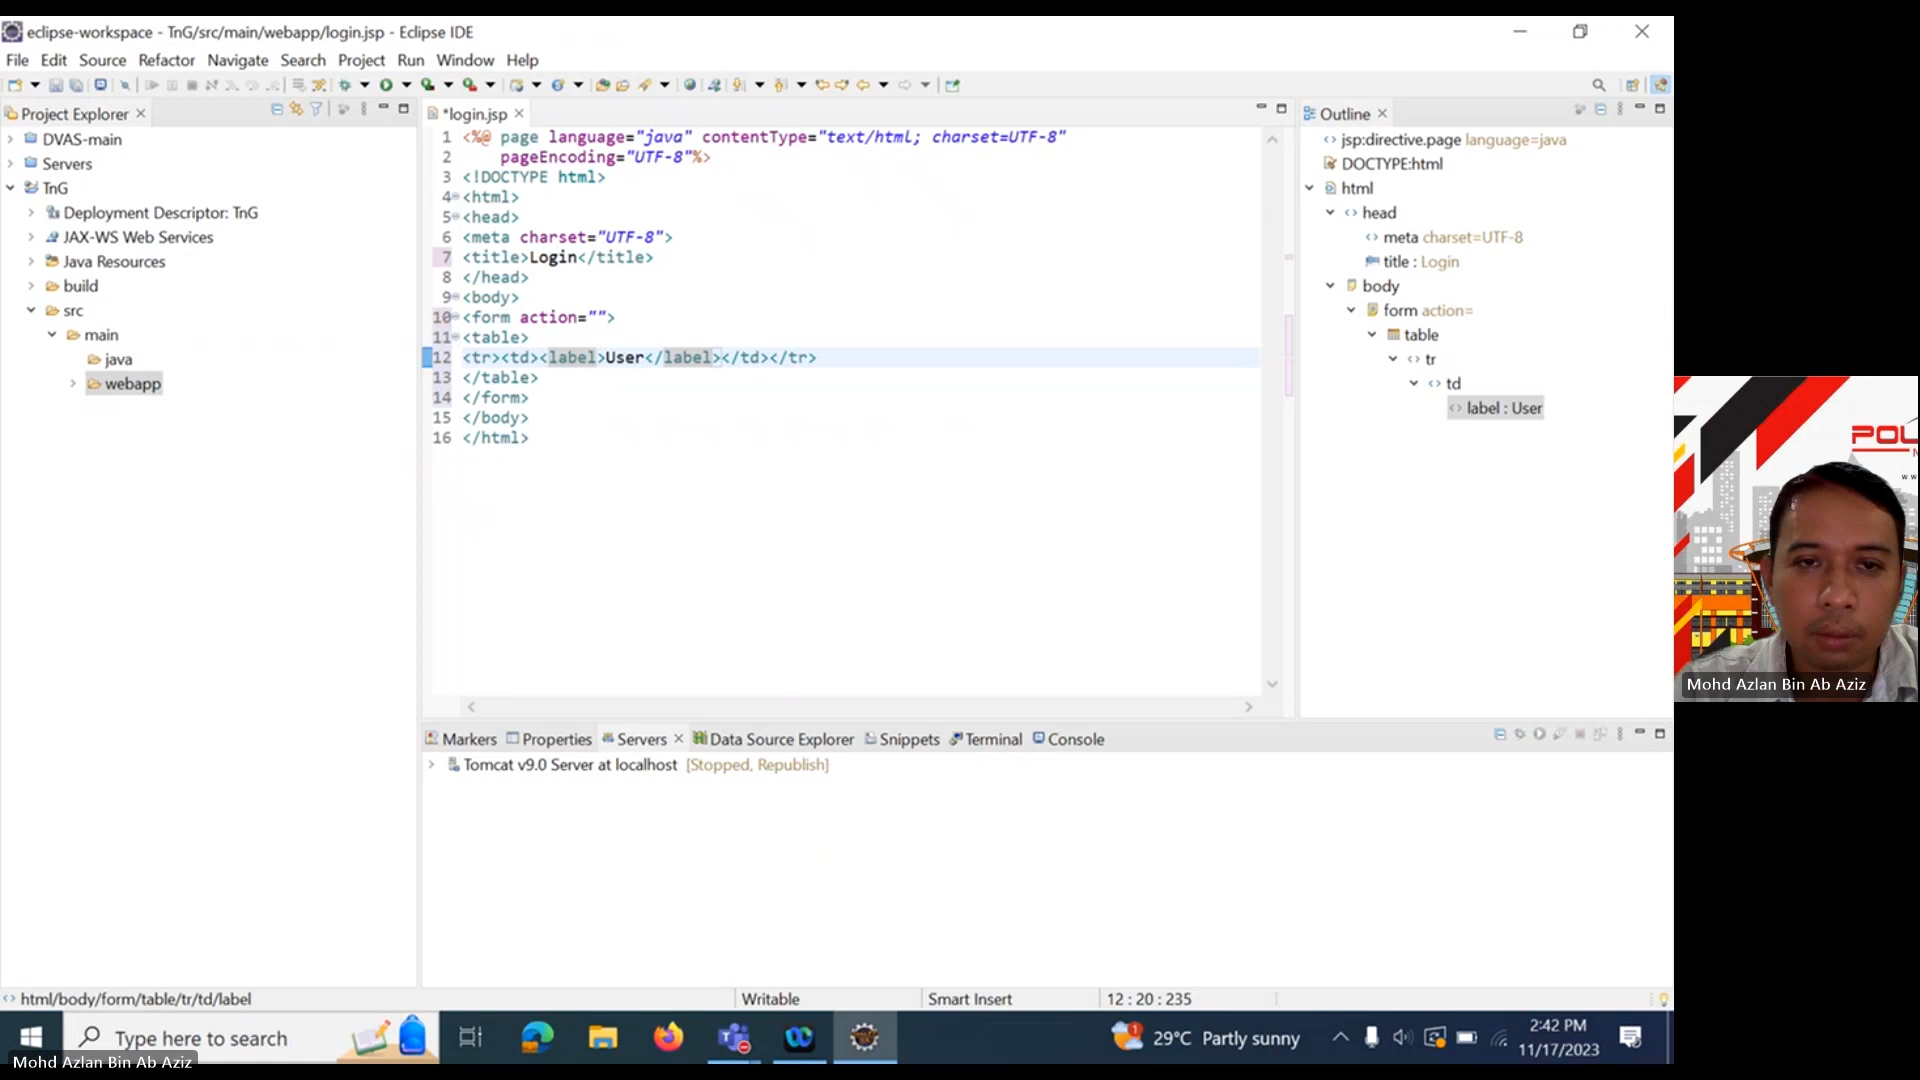 eclipse-workspace - TnG/src/main/webapp/login.jsp - Eclipse IDE
File Edit Source Refactor Navigate Search Project Run Window Help
Project Explorer
DVAS-main
Servers
TnG
Deployment Descriptor: TnG
JAX-WS Web Services
Java Resources
build
src
main
java
webapp
*login.jsp
1 <%@ page language="java" contentType="text/html; charset=UTF-8"
2 pageEncoding="UTF-8"%>
3 <!DOCTYPE html>
4 <html>
5 <head>
6 <meta charset="UTF-8">
7 <title>Login</title>
8 </head>
9 <body>
10 <form action="">
11 <table>
12 <tr><td><label>User</label></td></tr>
13 </table>
14 </form>
15 </body>
16 </html>
Outline
jsp:directive.page language=java
DOCTYPE:html
html
head
meta charset=UTF-8
title : Login
body
form action=
table
tr
td
label : User
Markers Properties Servers Data Source Explorer Snippets Terminal Console
Tomcat v9.0 Server at localhost [Stopped, Republish]
html/body/form/table/tr/td/label Writable Smart Insert 12 : 20 : 235
POL
Mohd Azlan Bin Ab Aziz
Type here to search
29°C Partly sunny
2:42 PM
11/17/2023
Mohd Azlan Bin Ab Aziz